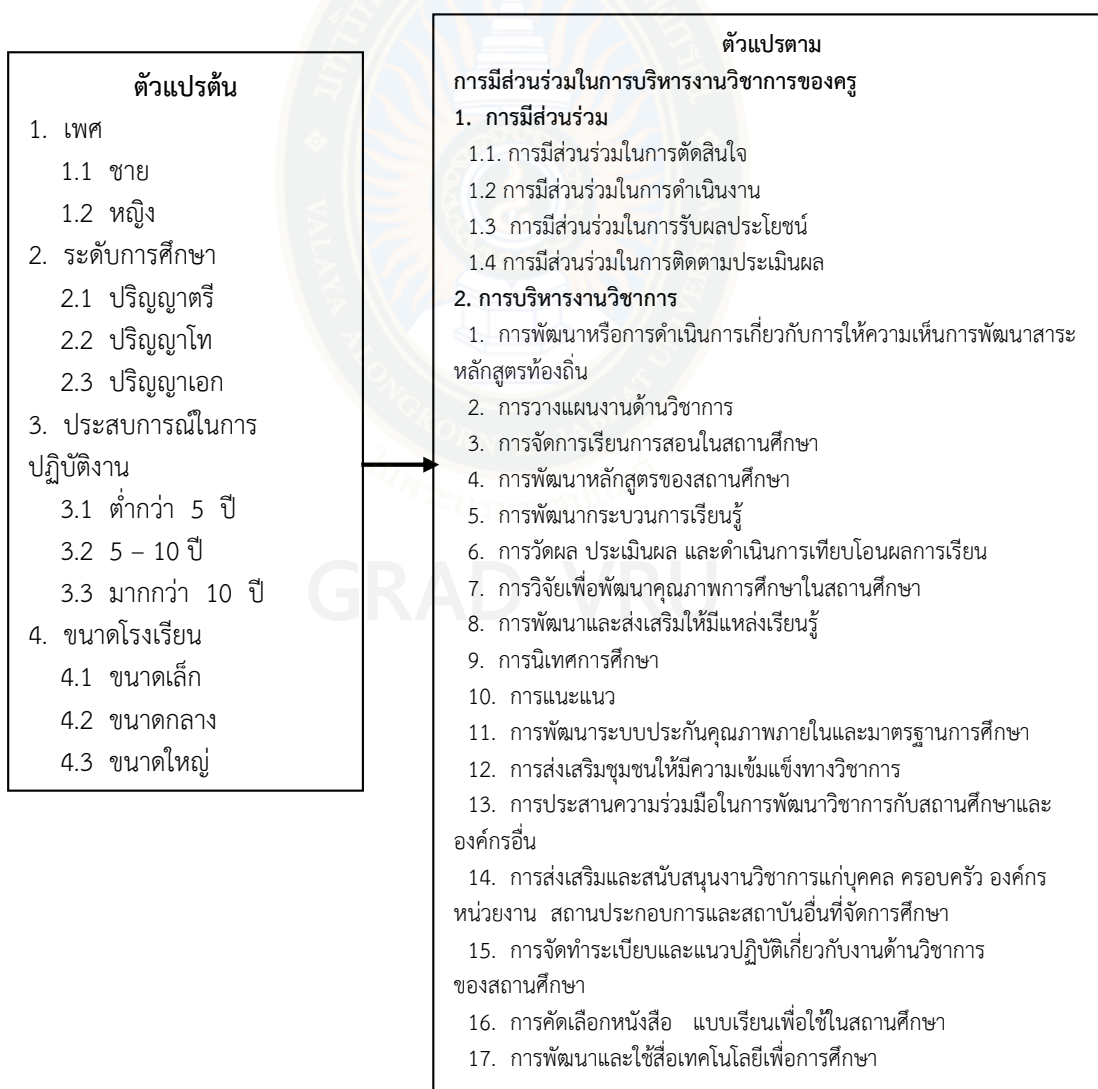 ตัวแปรต้น
1. เพศ
1.1 ชาย
1.2 หญิง
2. ระดับการศึกษา
2.1 ปริญญาตรี
2.2 ปริญญาโท
2.3 ปริญญาเอก
3. ประสบการณ์ในการ
ปฏิบัติงาน
3.1 ต่ำกว่า 5 ปี
3.2 5 – 10 ปี
3.3 มากกว่า 10 ปี
4. ขนาดโรงเรียน
4.1 ขนาดเล็ก
4.2 ขนาดกลาง
4.3 ขนาดใหญ่
ตัวแปรตาม
การมีส่วนร่วมในการบริหารงานวิชาการของครู
1. การมีส่วนร่วม
1.1. การมีส่วนร่วมในการตัดสินใจ
1.2 การมีส่วนร่วมในการดำเนินงาน
1.3 การมีส่วนร่วมในการรับผลประโยชน์
1.4 การมีส่วนร่วมในการติดตามประเมินผล
2. การบริหารงานวิชาการ
1. การพัฒนาหรือการดำเนินการเกี่ยวกับการให้ความเห็นการพัฒนาสาระ
หลักสูตรท้องถิ่น
2. การวางแผนงานด้านวิชาการ
3. การจัดการเรียนการสอนในสถานศึกษา
4. การพัฒนาหลักสูตรของสถานศึกษา
5. การพัฒนากระบวนการเรียนรู้
6. การวัดผล ประเมินผล และดำเนินการเทียบโอนผลการเรียน
7. การวิจัยเพื่อพัฒนาคุณภาพการศึกษาในสถานศึกษา
8. การพัฒนาและส่งเสริมให้มีแหล่งเรียนรู้
9. การนิเทศการศึกษา
10. การแนะแนว
11. การพัฒนาระบบประกันคุณภาพภายในและมาตรฐานการศึกษา
12. การส่งเสริมชุมชนให้มีความเข้มแข็งทางวิชาการ
13. การประสานความร่วมมือในการพัฒนาวิชาการกับสถานศึกษาและ
องค์กรอื่น
14. การส่งเสริมและสนับสนุนงานวิชาการแก่บุคคล ครอบครัว องค์กร
หน่วยงาน สถานประกอบการและสถาบันอื่นที่จัดการศึกษา
15. การจัดทำระเบียบและแนวปฏิบัติเกี่ยวกับงานด้านวิชาการ
ของสถานศึกษา
16. การคัดเลือกหนังสือ แบบเรียนเพื่อใช้ในสถานศึกษา
17. การพัฒนาและใช้สื่อเทคโนโลยีเพื่อการศึกษา
GRAD VRU
VALAYA ALONGKORN